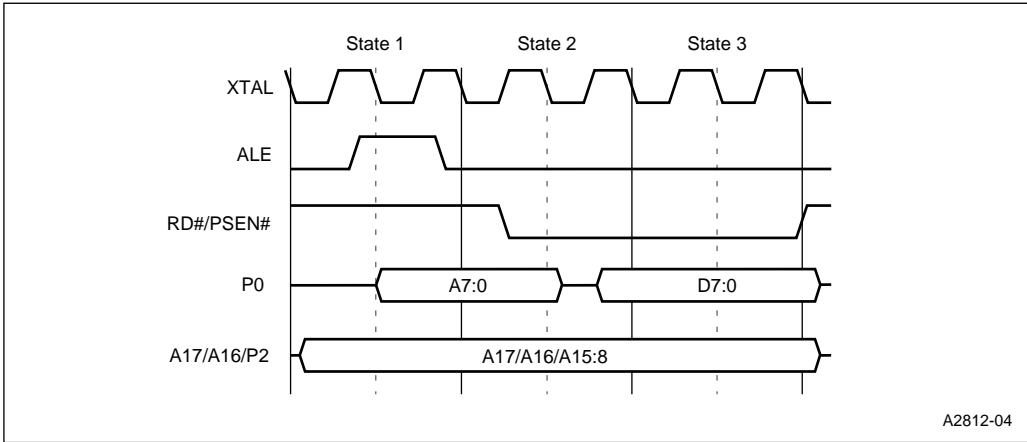 State 1 State 2 State 3
XTAL
ALE
RD#/PSEN#
P0 A7:0 D7:0
A17/A16/P2 A17/A16/A15:8
A2812-04